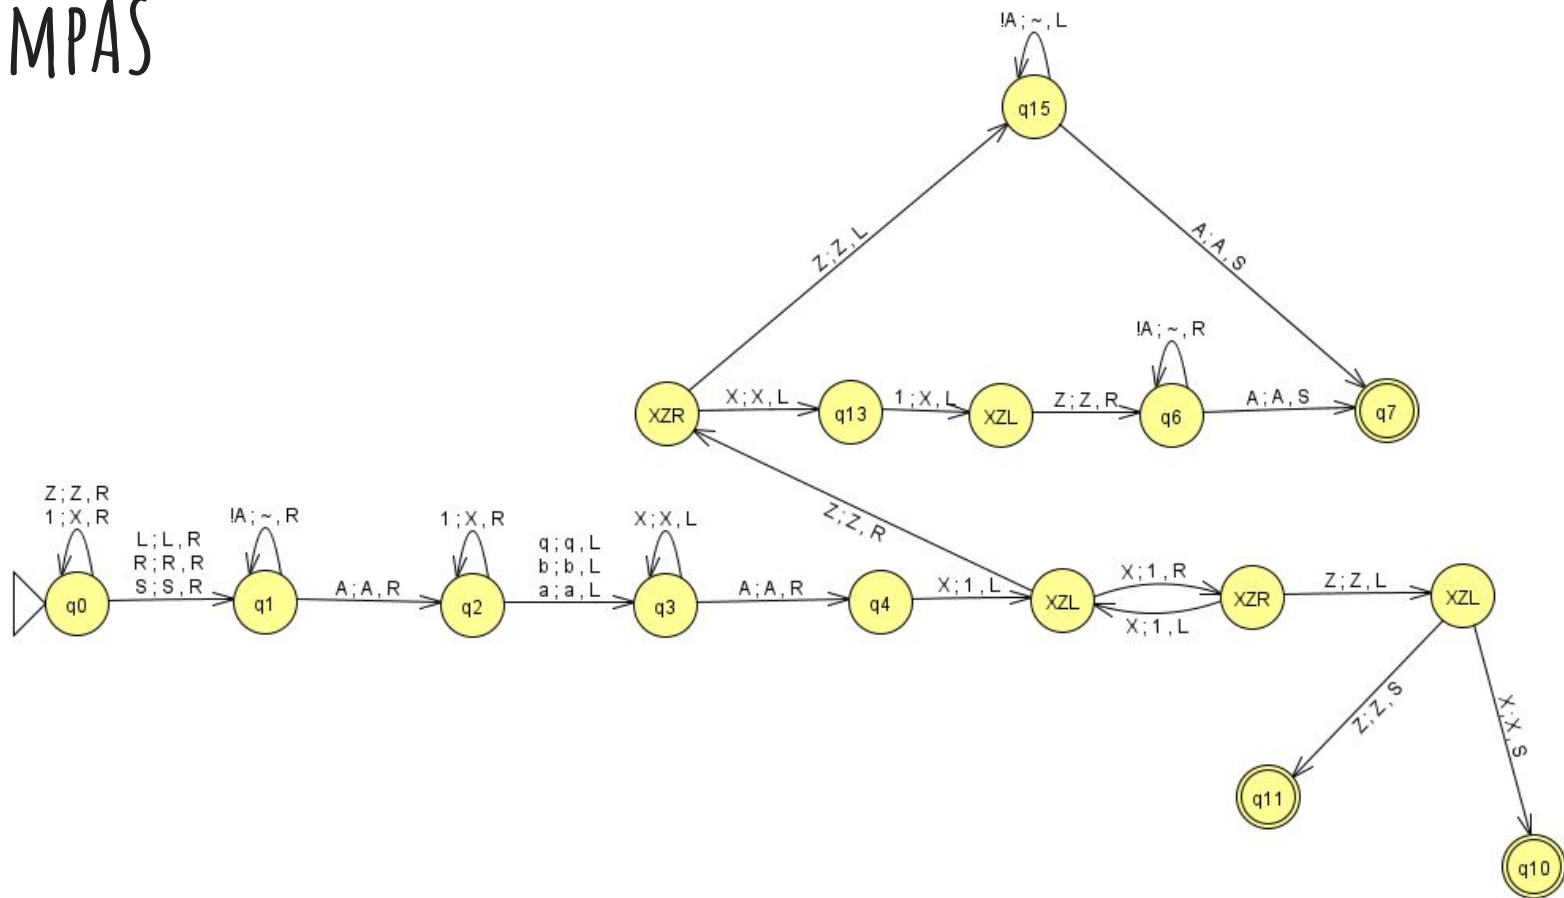 mpAS
!A ; ~ , L
q15
Z ; Z , L
A ; A , S
!A ; ~ , R
XZR
X ; X , L
q13
1 ; X , L
XZL
Z ; Z , R
q6
A ; A , S
q7
Z ; Z , R
Z ; Z , R
1 ; X , R
L ; L , R
R ; R , R
S ; S , R
!A ; ~ , R
1 ; X , R
q ; q , L
b ; b , L
a ; a , L
X ; X , L
q0
q1
A ; A , R
q2
q3
A ; A , R
q4
X ; 1 , L
XZL
X ; 1 , R
X ; 1 , L
XZR
Z ; Z , L
XZL
Z ; Z , S
X ; X , S
q11
q10